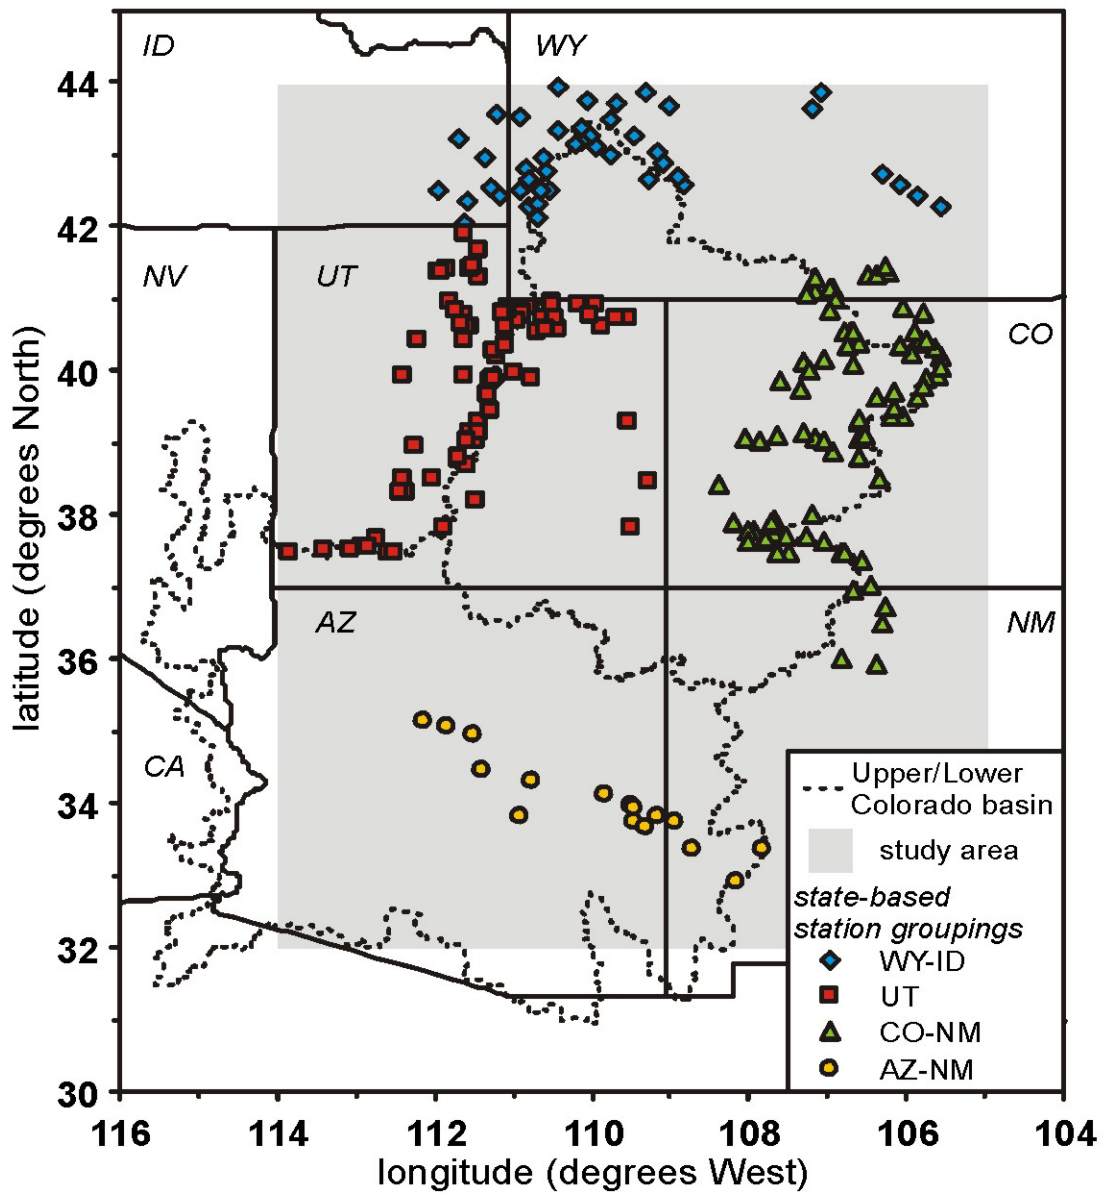 ID
WY
44
42
NV
UT
CO
40
38
AZ
NM
36
CA
34
32
30
latitude (degrees North)
Upper/Lower
Colorado basin
study area
state-based
station groupings
WY-ID
UT
CO-NM
AZ-NM
116
114
112
110
108
106
104
longitude (degrees West)